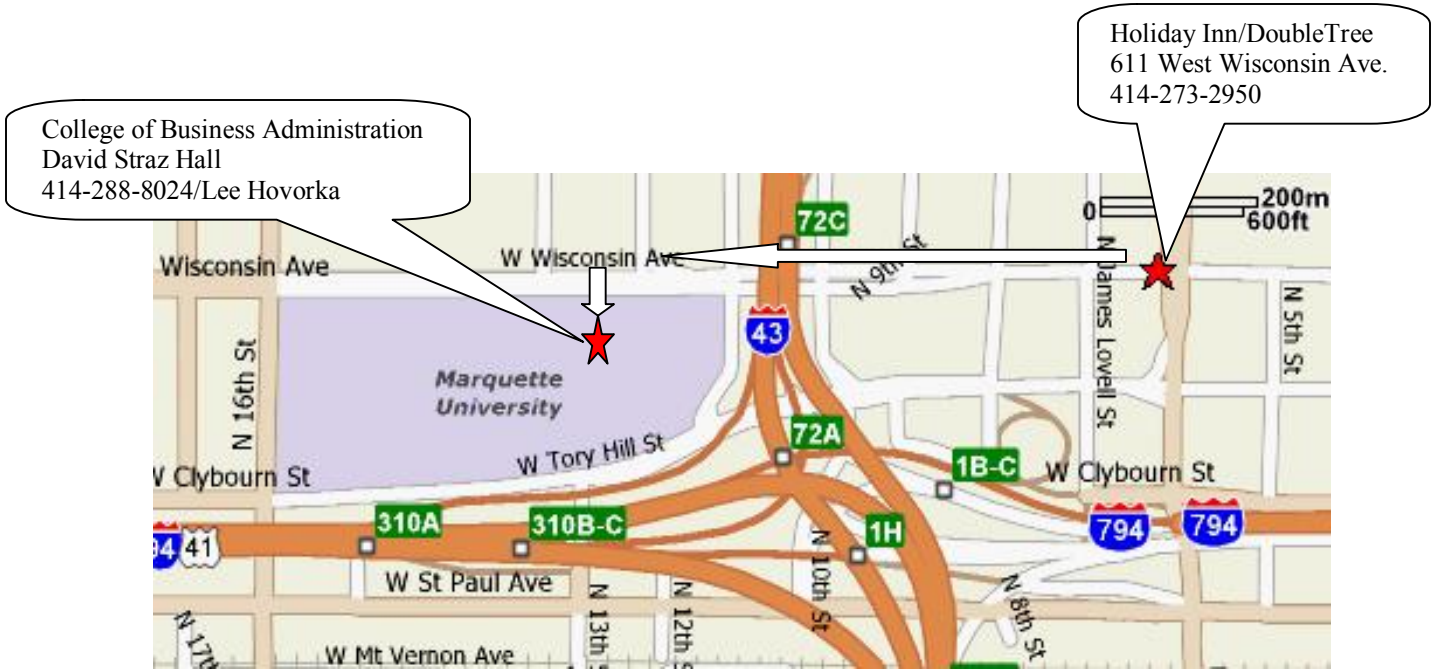 Holiday Inn/DoubleTree
611 West Wisconsin Ave.
414-273-2950
College of Business Administration
David Straz Hall
414-288-8024/Lee Hovorka
0
200m
600ft
72C
Wisconsin Ave
W Wisconsin Ave
N 9th St
N James Lovell St
N 5th St
43
N 16th St
Marquette
University
72A
W Tory Hill St
1B-C
W Clybourn St
W Clybourn St
310A
310B-C
1H
794
794
94
41
N 10th St
W St Paul Ave
N 13th S
N 12th S
N 8th St
N 17th
W Mt Vernon Ave